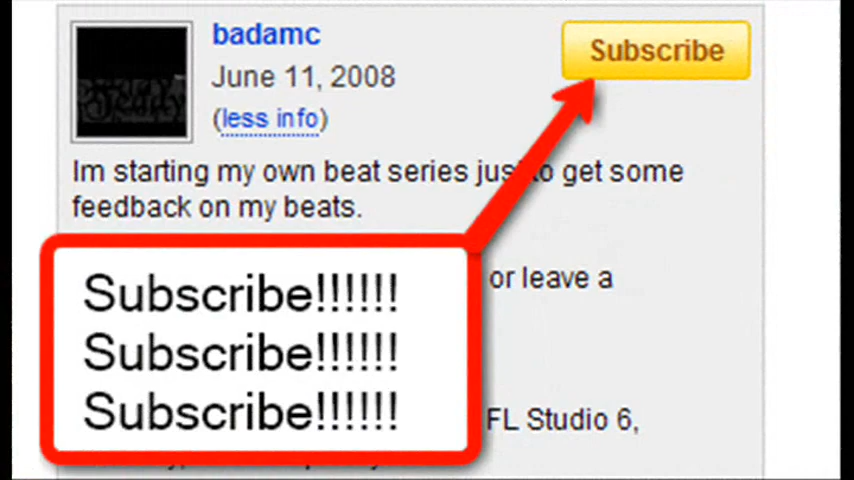 badamc
Subscribe
June 11, 2008
(less info)
Im starting my own beat series just to get some
feedback on my beats.
or leave a
Subscribe!!!!!!
Subscribe!!!!!!
Subscribe!!!!!!
FL Studio 6,